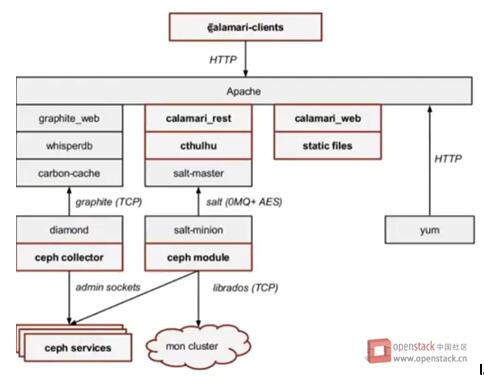 calamari-clients
HTTP
Apache
graphite_web
calamari_rest
calamari_web
whisperdb
cthulhu
static files
carbon-cache
salt-master
HTTP
graphite (TCP)
salt (0MQ+ AES)
diamond
salt-minion
yum
ceph collector
ceph module
admin sockets
librados (TCP)
ceph services
mon cluster
openstack 中国社区
www.openstack.cn